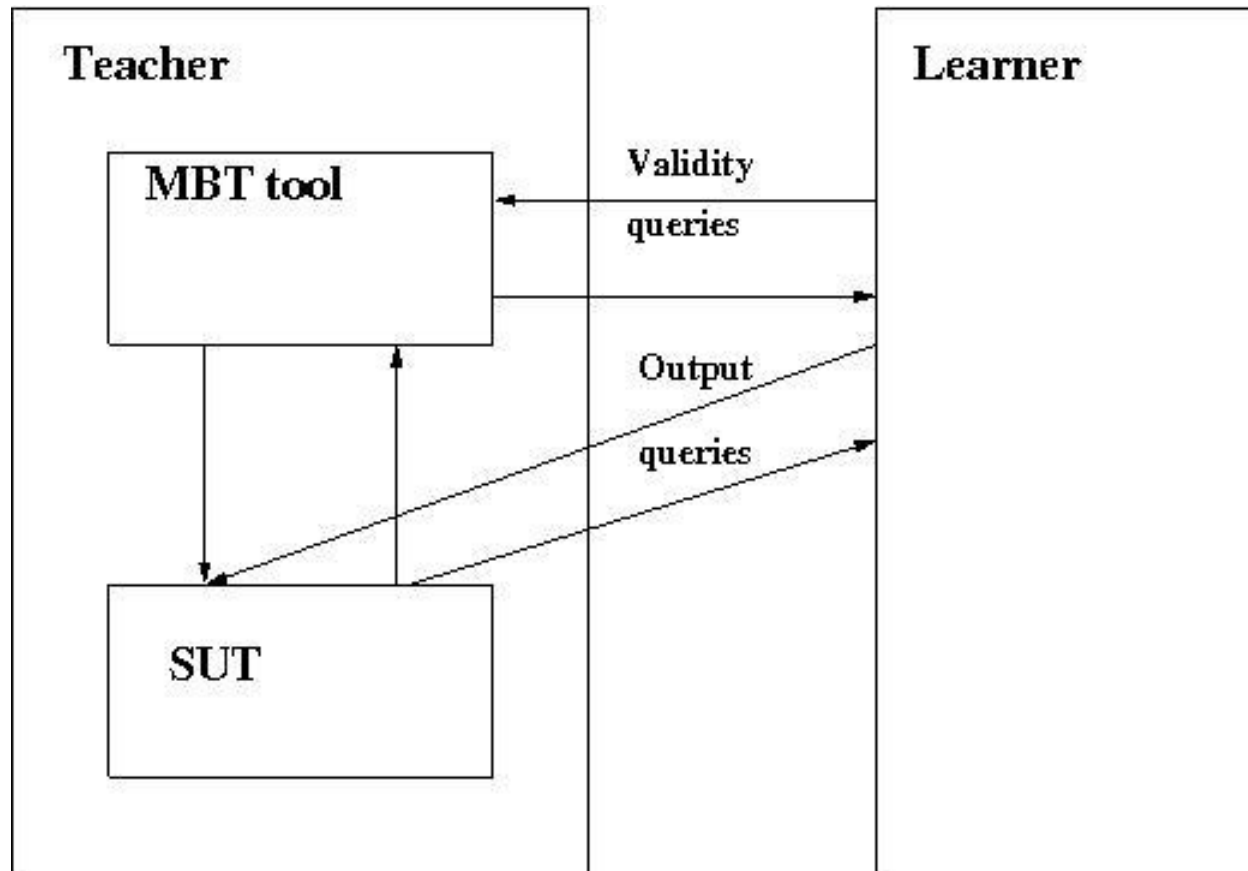 Teacher
Learner
MBT tool
Validity
queries
Output
queries
SUT